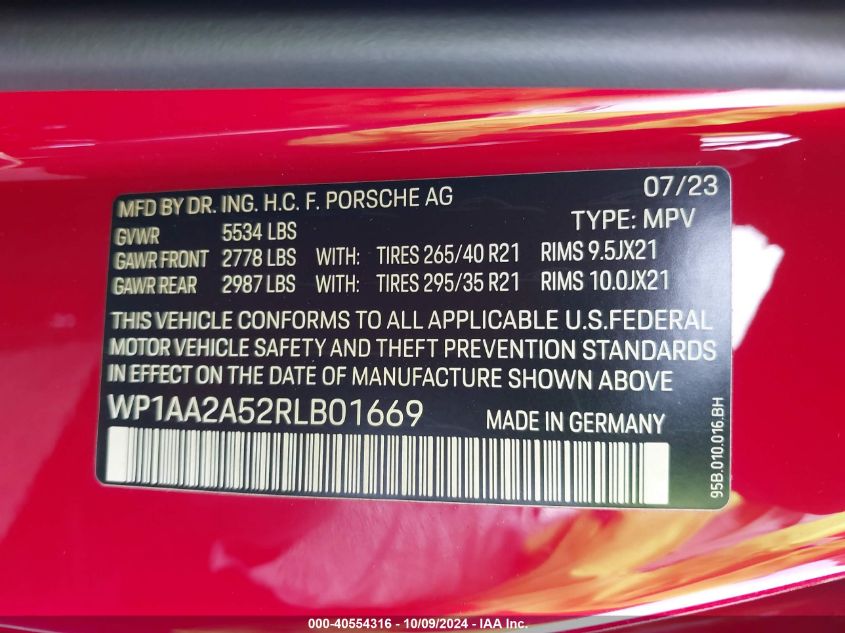 MFD BY DR. ING. H.C. F. PORSCHE AG 07/23
GVWR 5534 LBS TYPE: MPV
GAWR FRONT 2778 LBS WITH: TIRES 265/40 R21 RIMS 9.5JX21
GAWR REAR 2987 LBS WITH: TIRES 295/35 R21 RIMS 10.0JX21
THIS VEHICLE CONFORMS TO ALL APPLICABLE U.S.FEDERAL
MOTOR VEHICLE SAFETY AND THEFT PREVENTION STANDARDS
IN EFFECT ON THE DATE OF MANUFACTURE SHOWN ABOVE
WP1AA2A52RLB01669 MADE IN GERMANY
95B.010.016.BH
000-40554316 - 10/09/2024 - IAA Inc.